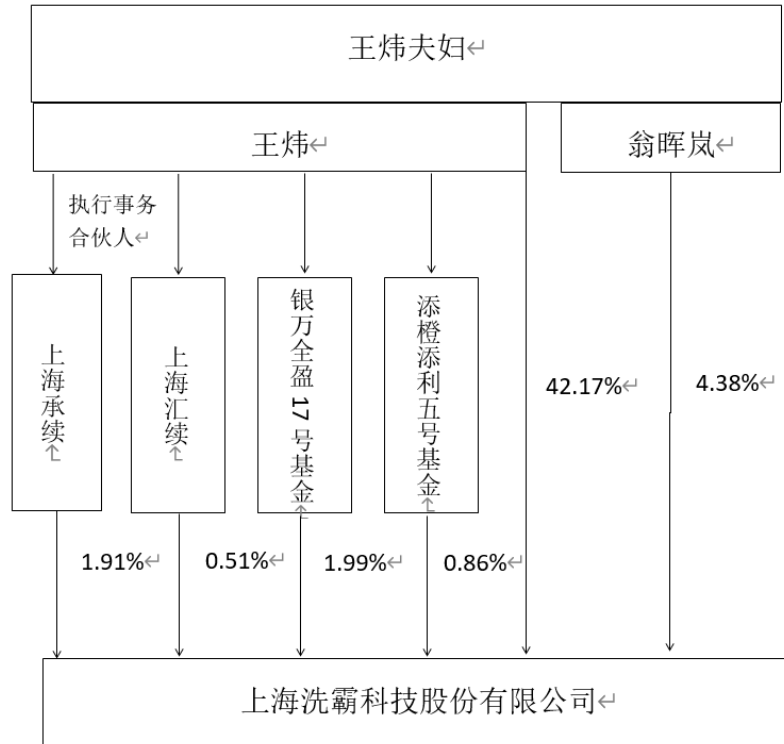 王炜夫妇
王炜
翁晖岚
执行事务
合伙人
上海承续
上海汇续
银万全盈17号基金
添橙添利五号基金
42.17%
4.38%
1.91%
0.51%
1.99%
0.86%
上海洗霸科技股份有限公司